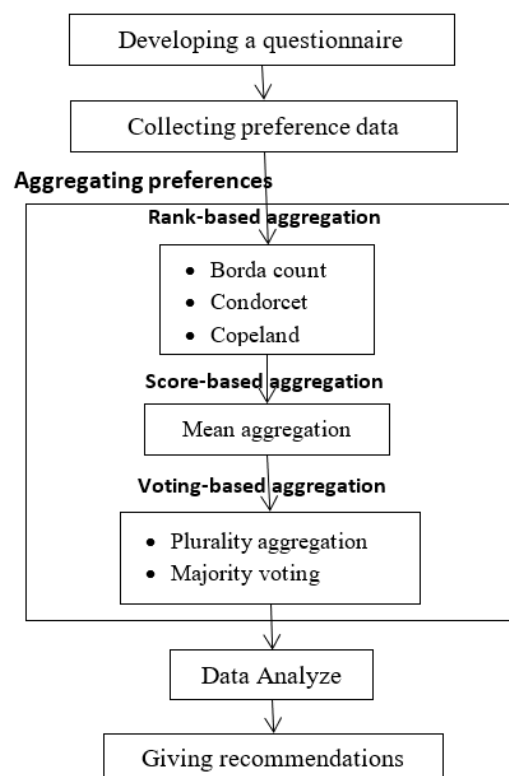 Developing a questionnaire
Collecting preference data
Aggregating preferences
Rank-based aggregation
• Borda count
• Condorcet
• Copeland
Score-based aggregation
Mean aggregation
Voting-based aggregation
• Plurality aggregation
• Majority voting
Data Analyze
Giving recommendations